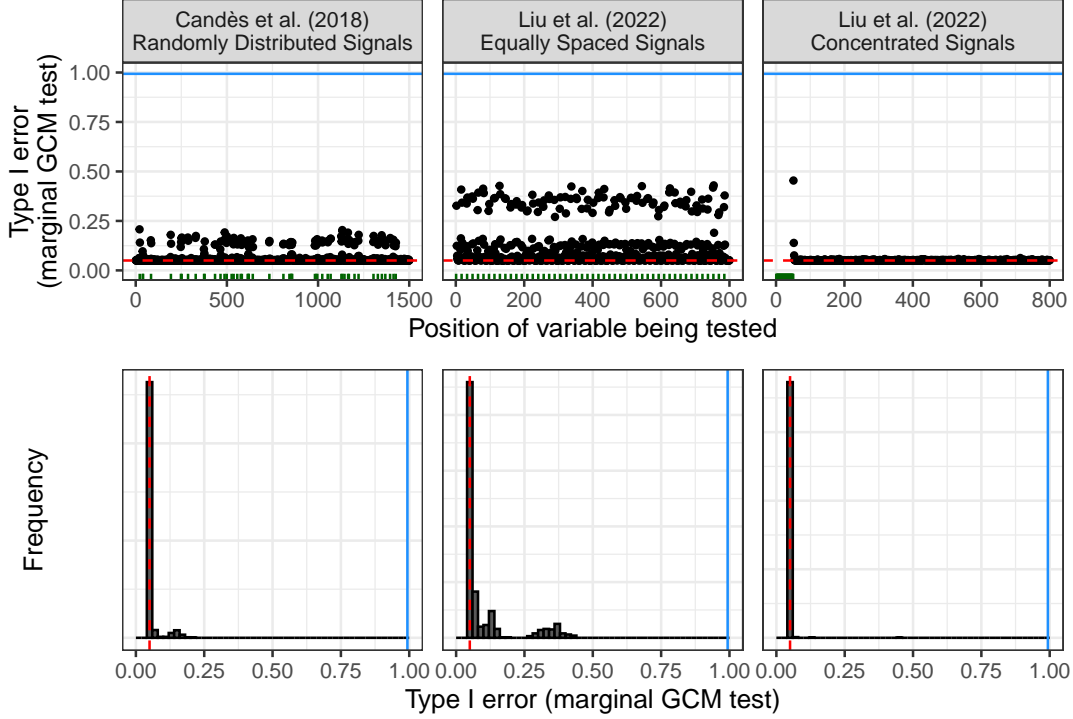 Candès et al. (2018)
Randomly Distributed Signals
Liu et al. (2022)
Equally Spaced Signals
Liu et al. (2022)
Concentrated Signals
Type I error
(marginal GCM test)
1.00
0.75
0.50
0.25
0.00
0 500 1000 1500
0 200 400 600 800
0 200 400 600 800
Position of variable being tested
Frequency
0.00 0.25 0.50 0.75 1.00
0.00 0.25 0.50 0.75 1.00
0.00 0.25 0.50 0.75 1.00
Type I error (marginal GCM test)